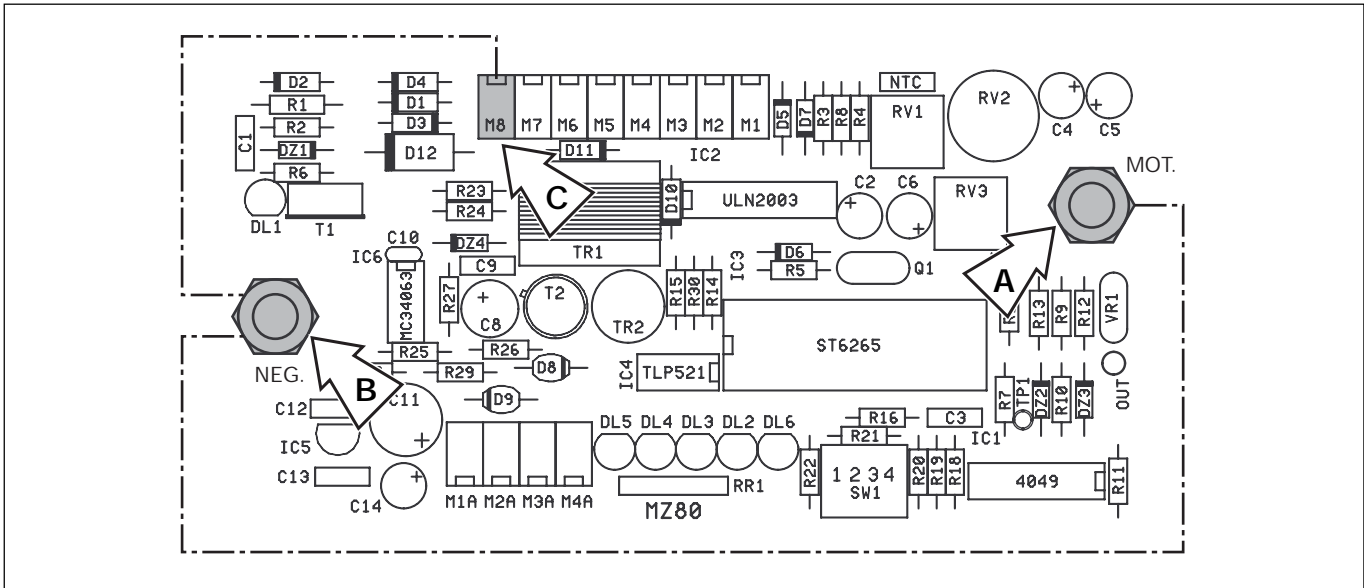 D2 D4
R1 D1
R2 D3
C1 DZ1 D12
R6
DL1 T1
M8 M7 M6 M5 M4 M3 M2 M1
D11 IC2
D5 D7 R3 R8 R4
NTC
RV1 RV2
C4 C5
MOT.
C
R23
R24
TR1
D10 ULN2003
C2 C6 RV3
A
C10
IC6 DZ4
C9
MC34063 R27
C8 T2 TR2
R15 R30 R14
IC3 D6
R5 Q1
ST6265
R13 R9 R12 VR1
NEG.
B
R25 R26
R29 D8
IC4 TLP521
D9
R7 TP1 DZ2 R10 DZ3 OUT
C12 C11
IC5
C13
C14
M1A M2A M3A M4A
DL5 DL4 DL3 DL2 DL6
RR1
MZ80
R16 C3
R21 IC1
R22 1 2 3 4
SW1
R20 R19 R18
4049 R11